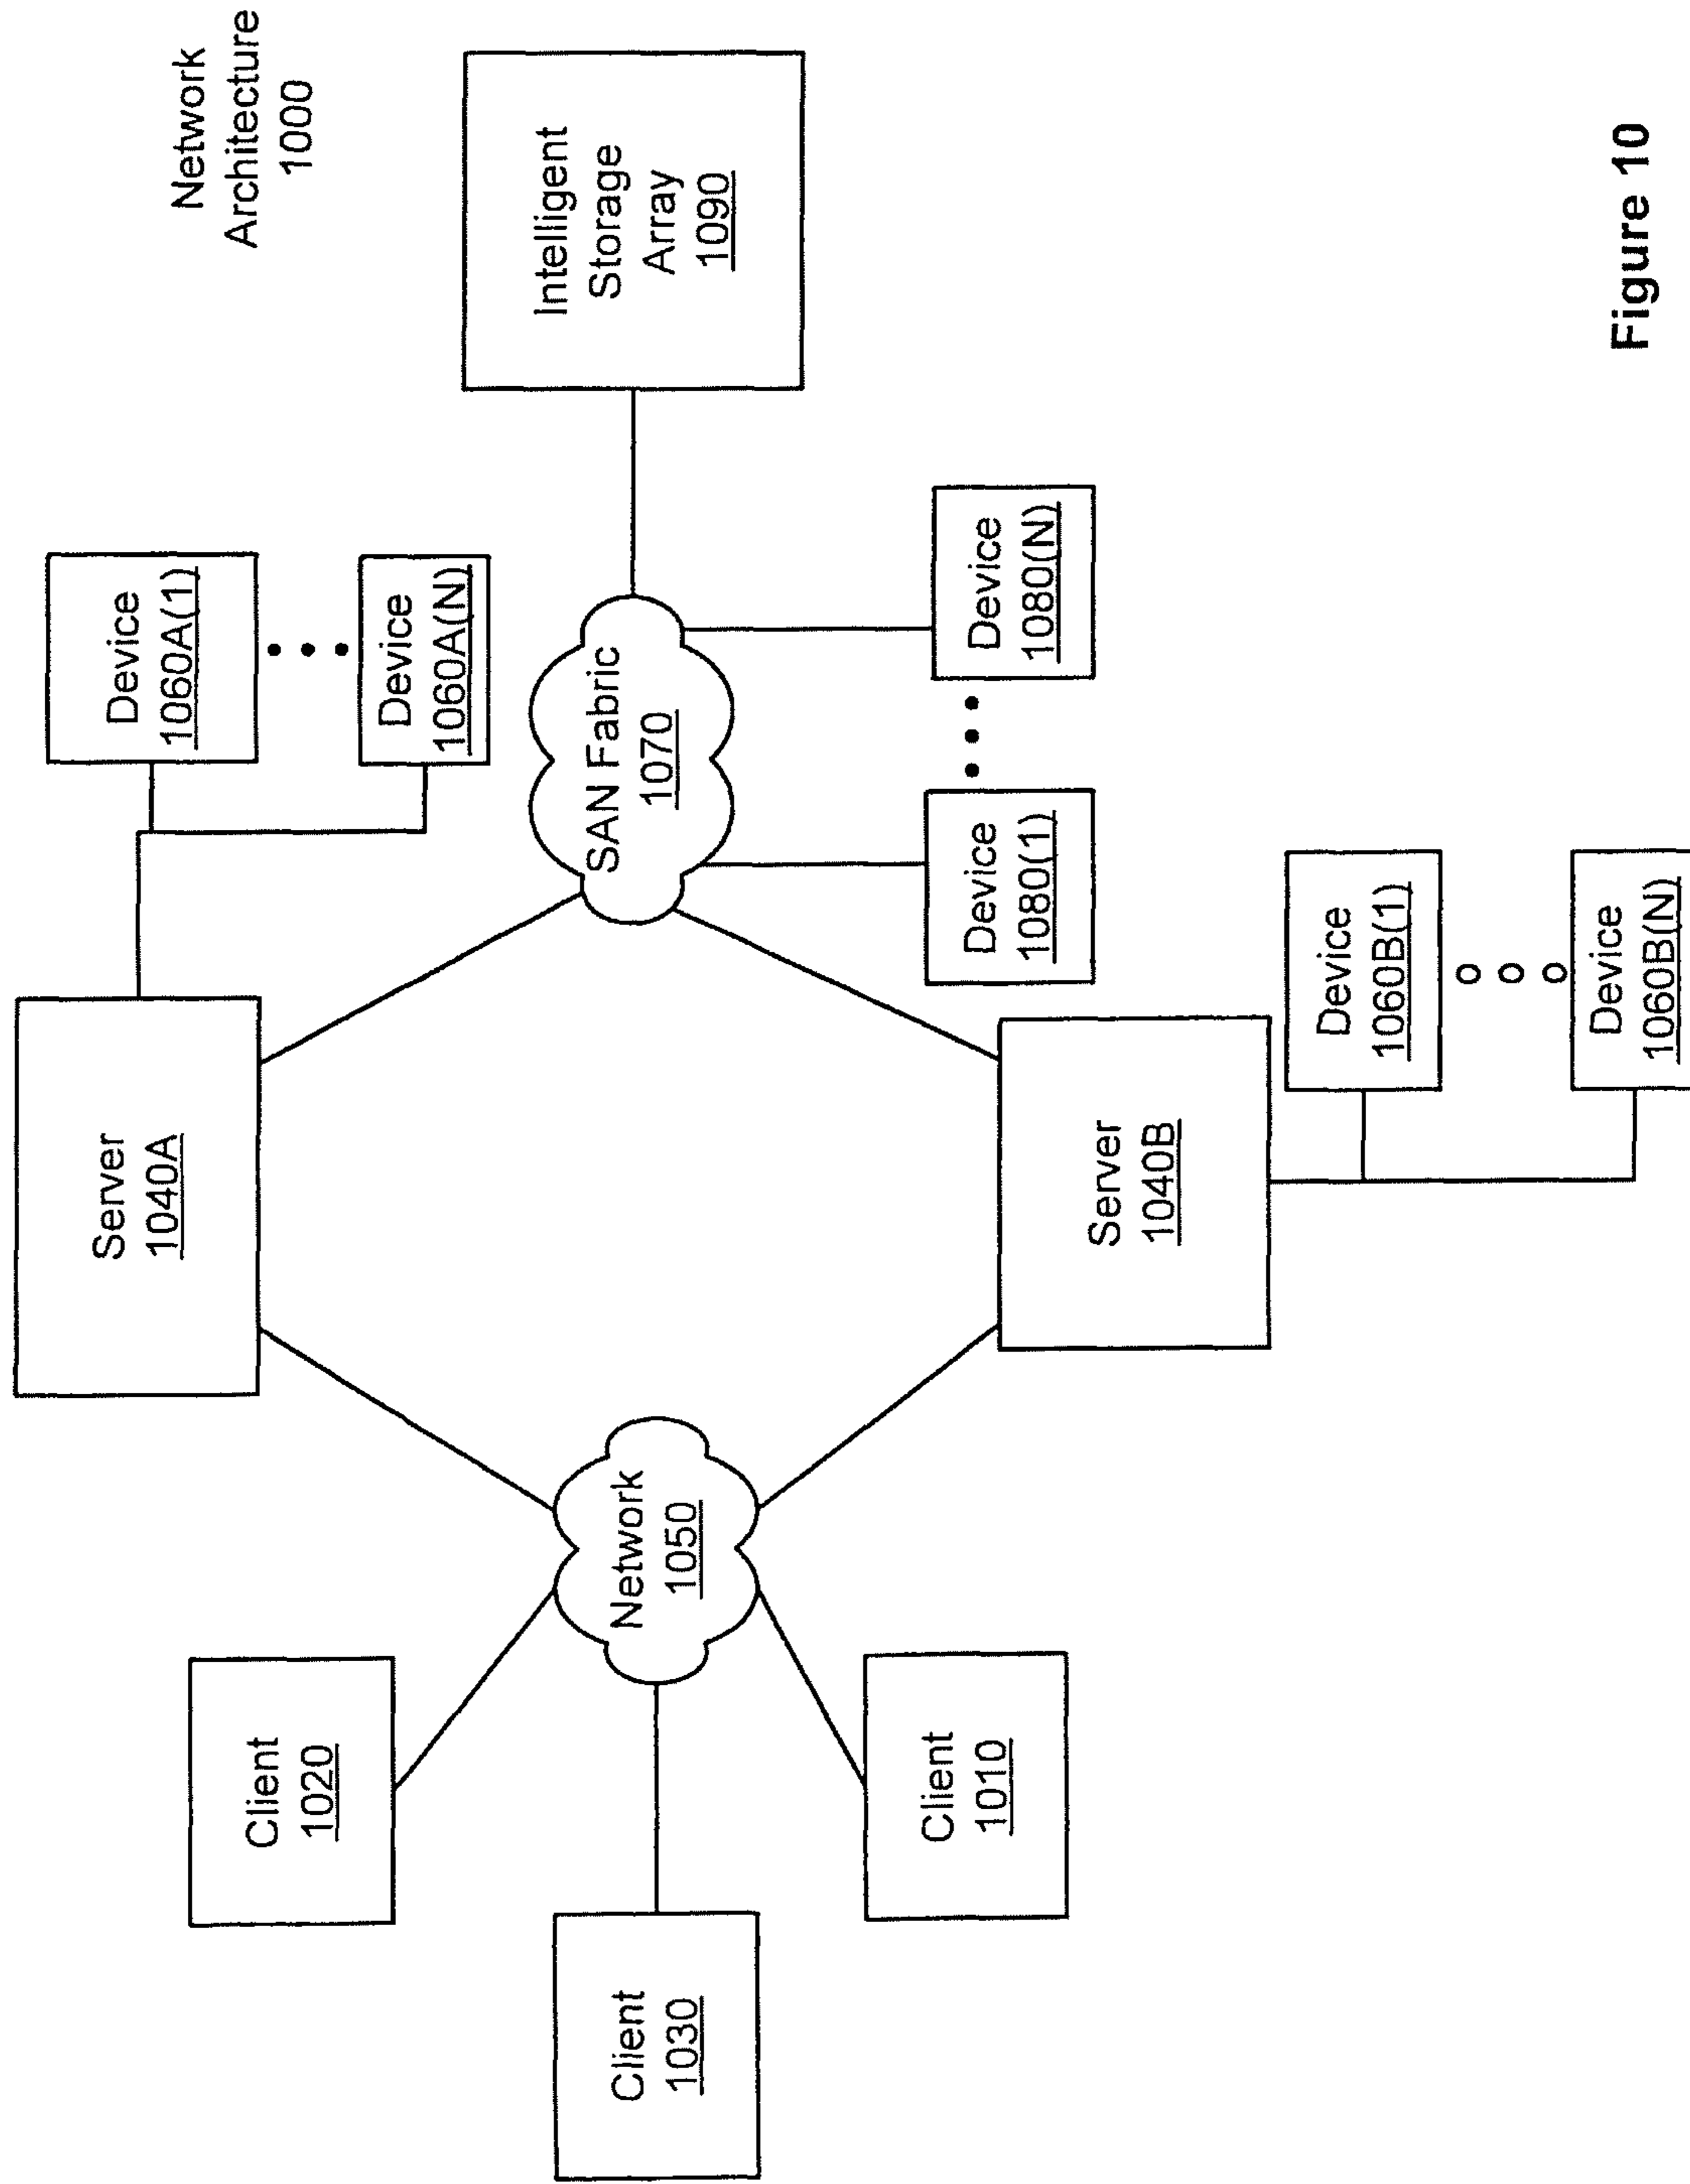 Network
Architecture
1000
Device
1060A(1)
Device
1060A(N)
Intelligent
Storage
Array
1090
Server
1040A
SAN Fabric
1070
Device
1080(1)
Device
1080(N)
Client
1020
Network
1050
Client
1030
Client
1010
Server
1040B
Device
1060B(1)
Device
1060B(N)
Figure 10